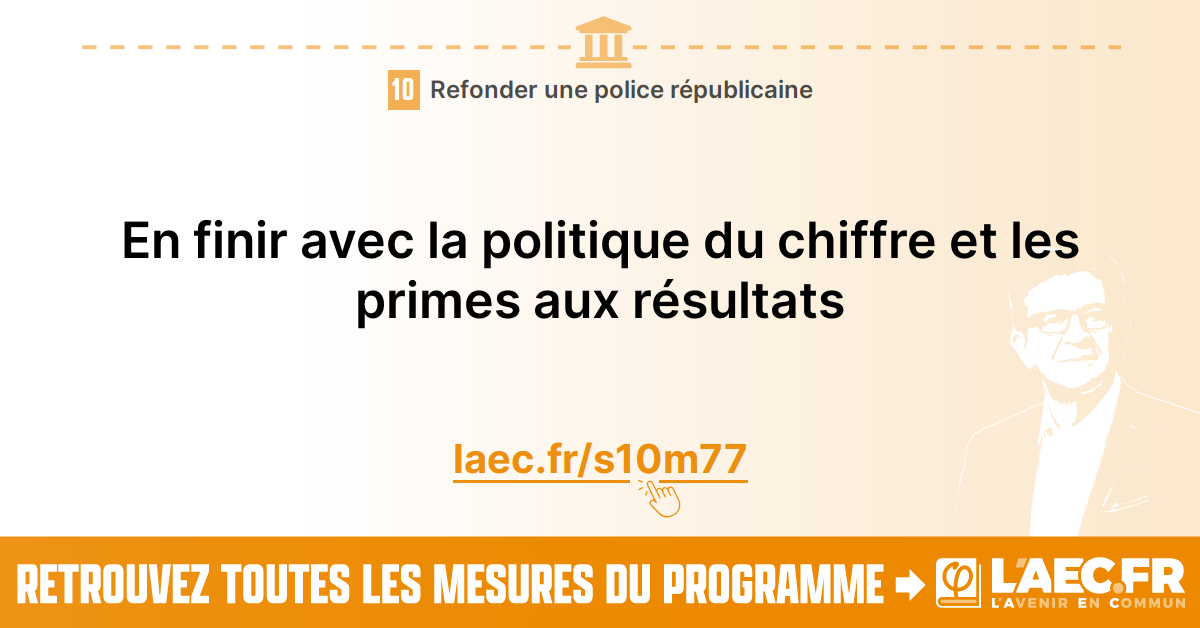 10 Refonder une police républicaine
En finir avec la politique du chiffre et les
primes aux résultats
laec.fr/s10m77
RETROUVEZ TOUTES LES MESURES DU PROGRAMME
φ L'AEC.FR
L'AVENIR EN COMMUN